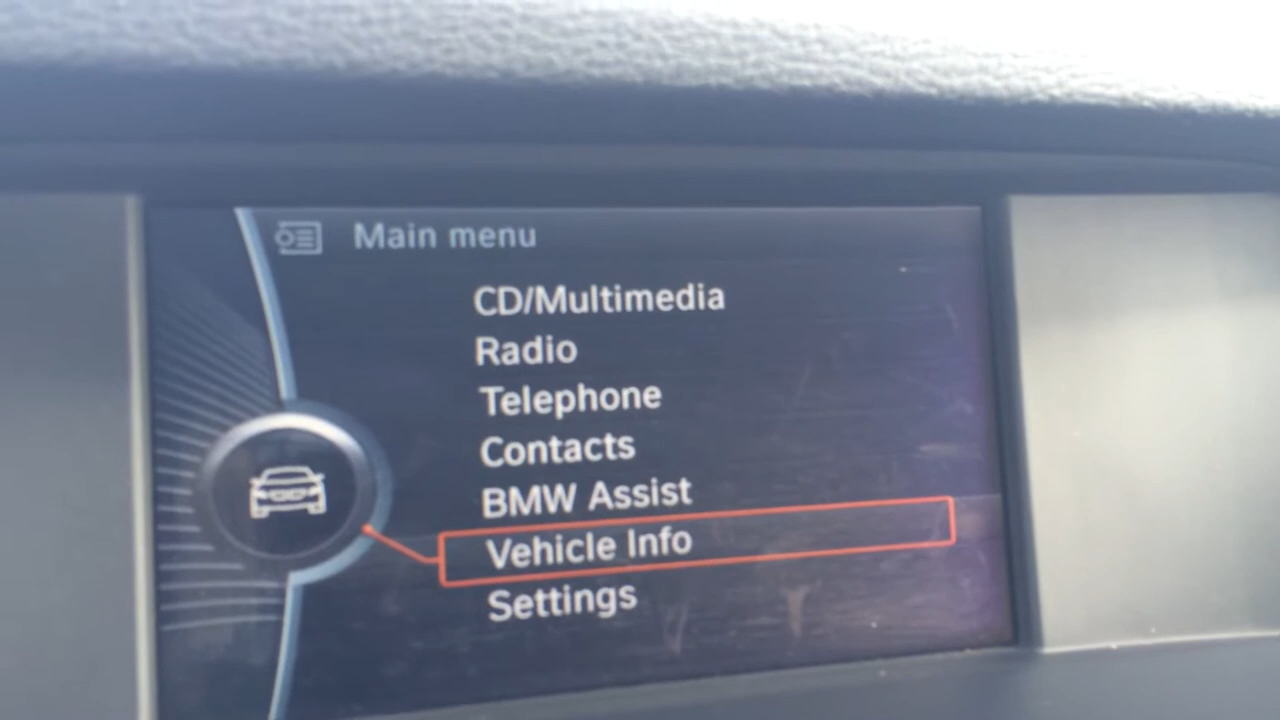 Main menu
CD/Multimedia
Radio
Telephone
Contacts
BMW Assist
Vehicle Info
Settings